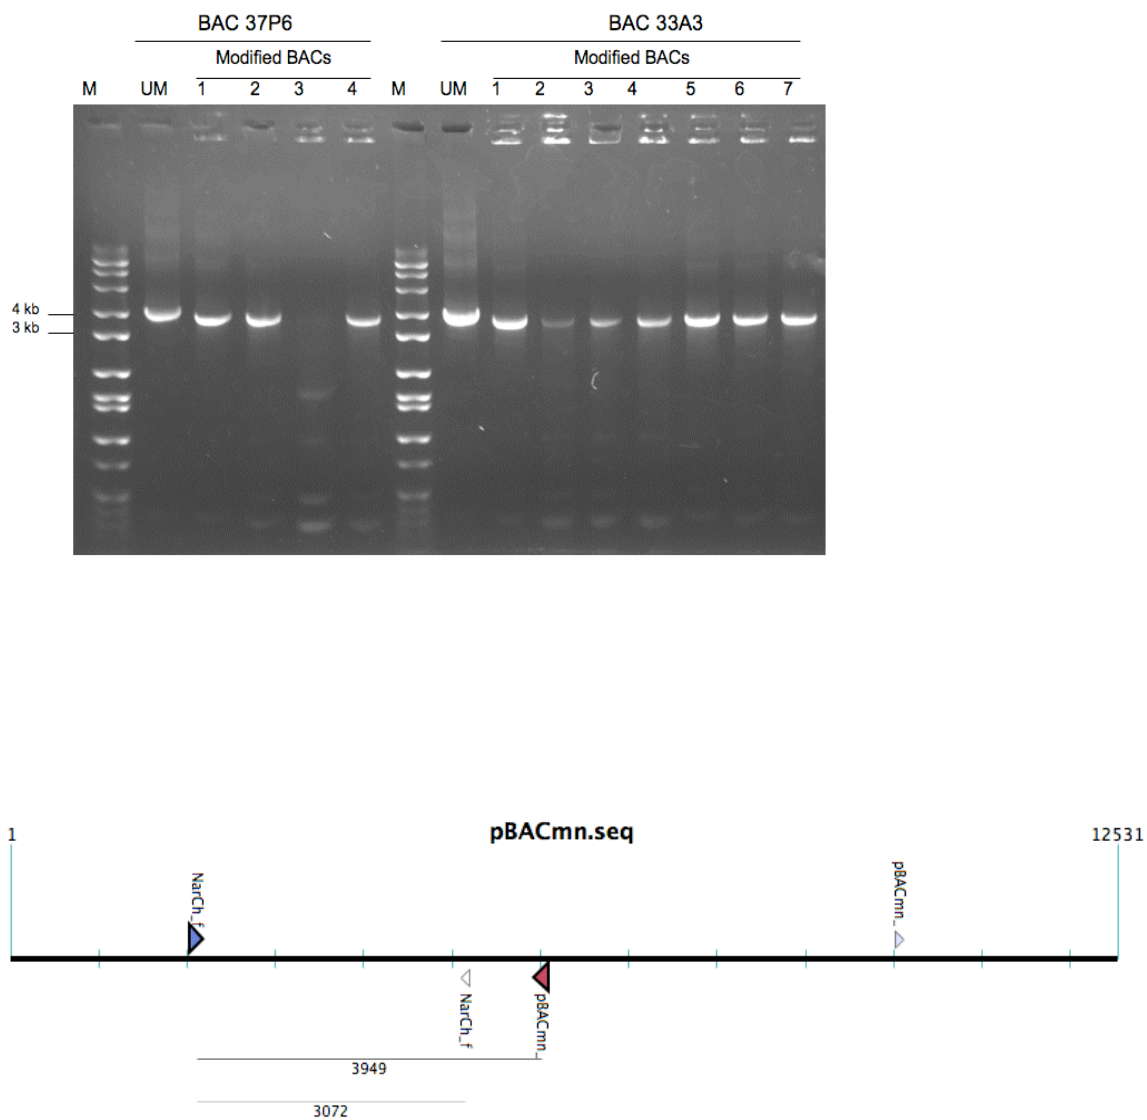 BAC 37P6 BAC 33A3
Modified BACs Modified BACs
M UM 1 2 3 4 M UM 1 2 3 4 5 6 7
4 kb
3 kb
1 pBACmn.seq 12531
NarCh_f
pBACmn_
NarCh_f
pBACmn_
3949
3072